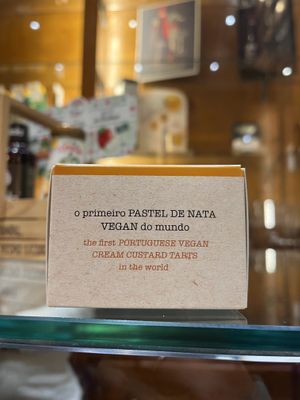 o primeiro PASTEL DE NATA
VEGAN do mundo
the first PORTUGUESE VEGAN
CREAM CUSTARD TARTS
in the world